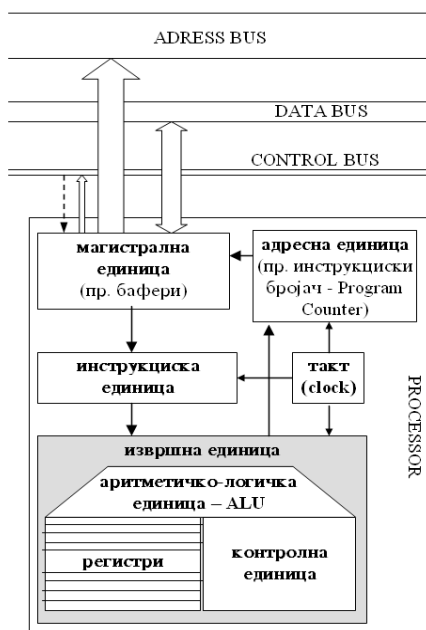 ADRESS BUS
DATA BUS
CONTROL BUS
магистрална
единица
(пр. бафери)
адресна единица
(пр. инструкциски
бројач - Program
Counter)
инструкциска
единица
такт
(clock)
PROCESSOR
извршна единица
аритметичко-логичка
единица – ALU
регистри
контролна
единица